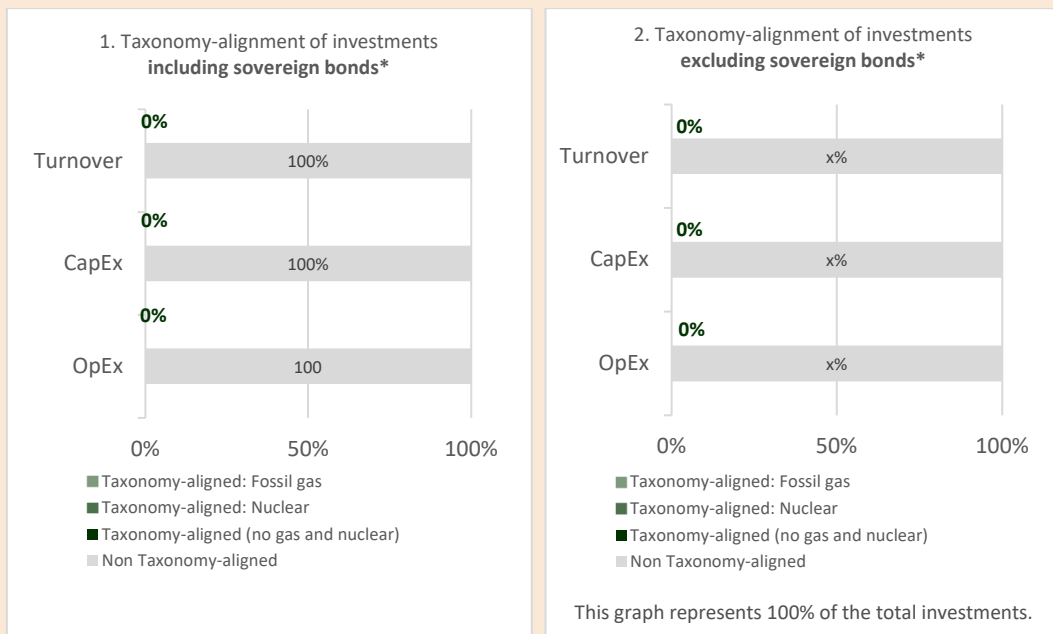 1. Taxonomy-alignment of investments
including sovereign bonds*
0%
Turnover
100%
0%
CapEx
100%
0%
OpEx
100
0%
50%
100%
Taxonomy-aligned: Fossil gas
Taxonomy-aligned: Nuclear
Taxonomy-aligned (no gas and nuclear)
Non Taxonomy-aligned
2. Taxonomy-alignment of investments
excluding sovereign bonds*
0%
Turnover
x%
0%
CapEx
x%
0%
OpEx
x%
0%
50%
100%
Taxonomy-aligned: Fossil gas
Taxonomy-aligned: Nuclear
Taxonomy-aligned (no gas and nuclear)
Non Taxonomy-aligned
This graph represents 100% of the total investments.